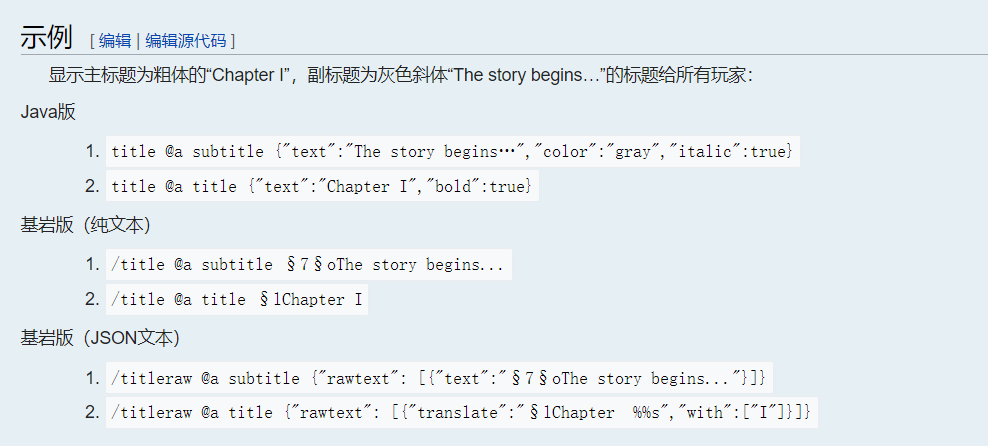 示例 [ 编辑 | 编辑源代码 ]
显示主标题为粗体的“Chapter I”，副标题为灰色斜体“The story begins…”的标题给所有玩家：
Java版
1. title @a subtitle {"text":"The story begins…","color":"gray","italic":true}
2. title @a title {"text":"Chapter I","bold":true}
基岩版（纯文本）
1. /title @a subtitle §7§oThe story begins...
2. /title @a title §lChapter I
基岩版（JSON文本）
1. /titleraw @a subtitle {"rawtext": [{"text":"§7§oThe story begins..."}]}
2. /titleraw @a title {"rawtext": [{"translate":"§lChapter  %%s","with":["I"]}]}